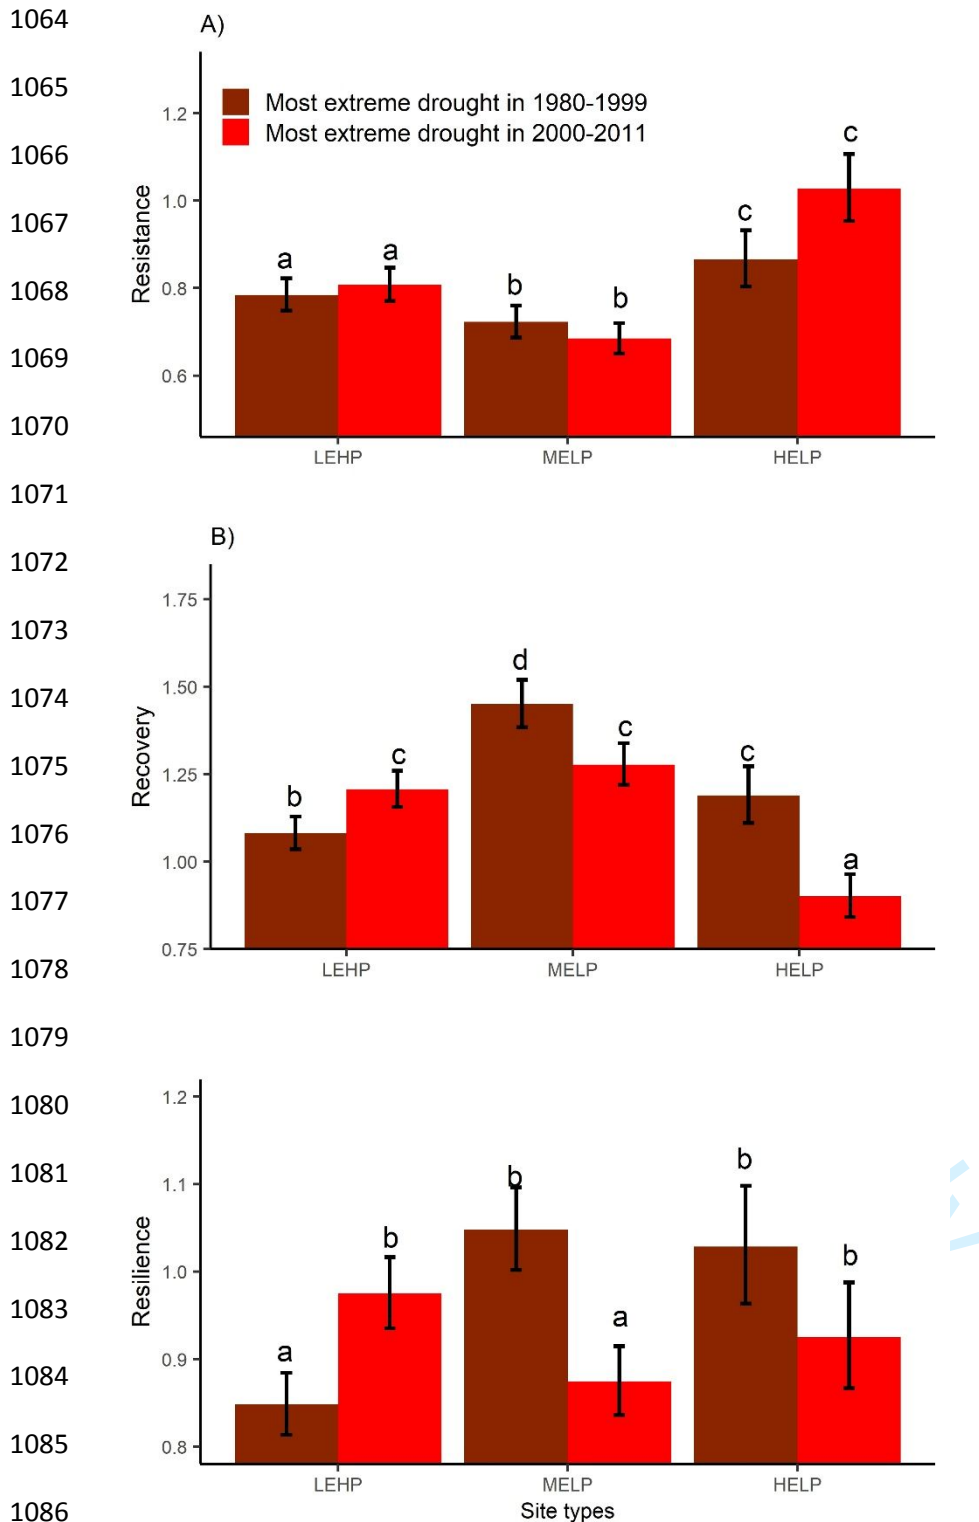 1064
A)
1065
Most extreme drought in 1980-1999
1.2
Most extreme drought in 2000-2011
c
1066
1.0
c
1067
Resistance
a
a
1068
0.8
b
b
1069
0.6
1070
LEHP
MELP
HELP
1071
B)
1072
1.75
1073
d
1074
1.50
c
c
1075
1.25
c
b
Recovery
1076
1.00
a
1077
0.75
1078
LEHP
MELP
HELP
1079
1080
1.2
1081
1.1
b
b
1082
b
b
1.0
Resilience
1083
a
1084
0.9
a
1085
0.8
LEHP
MELP
HELP
1086
Site types